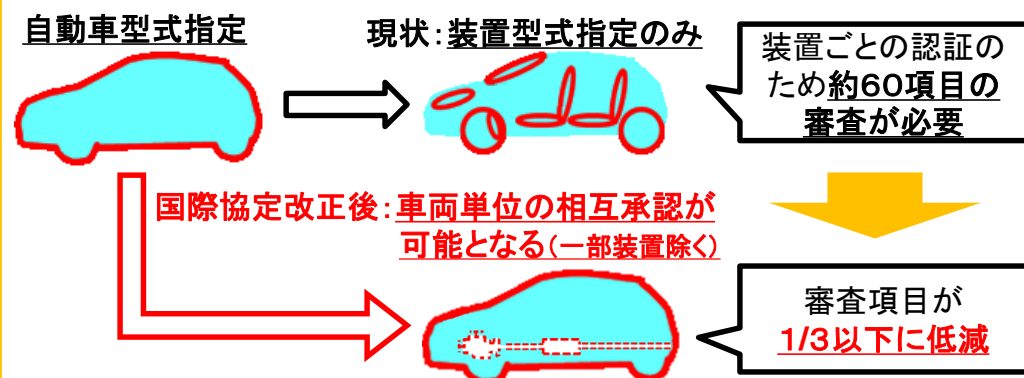 自動車型式指定
現状：装置型式指定のみ
装置ごとの認証の
ため約60項目の
審査が必要
国際協定改正後：車両単位の相互承認が
可能となる（一部装置除く）
審査項目が
1/3以下に低減